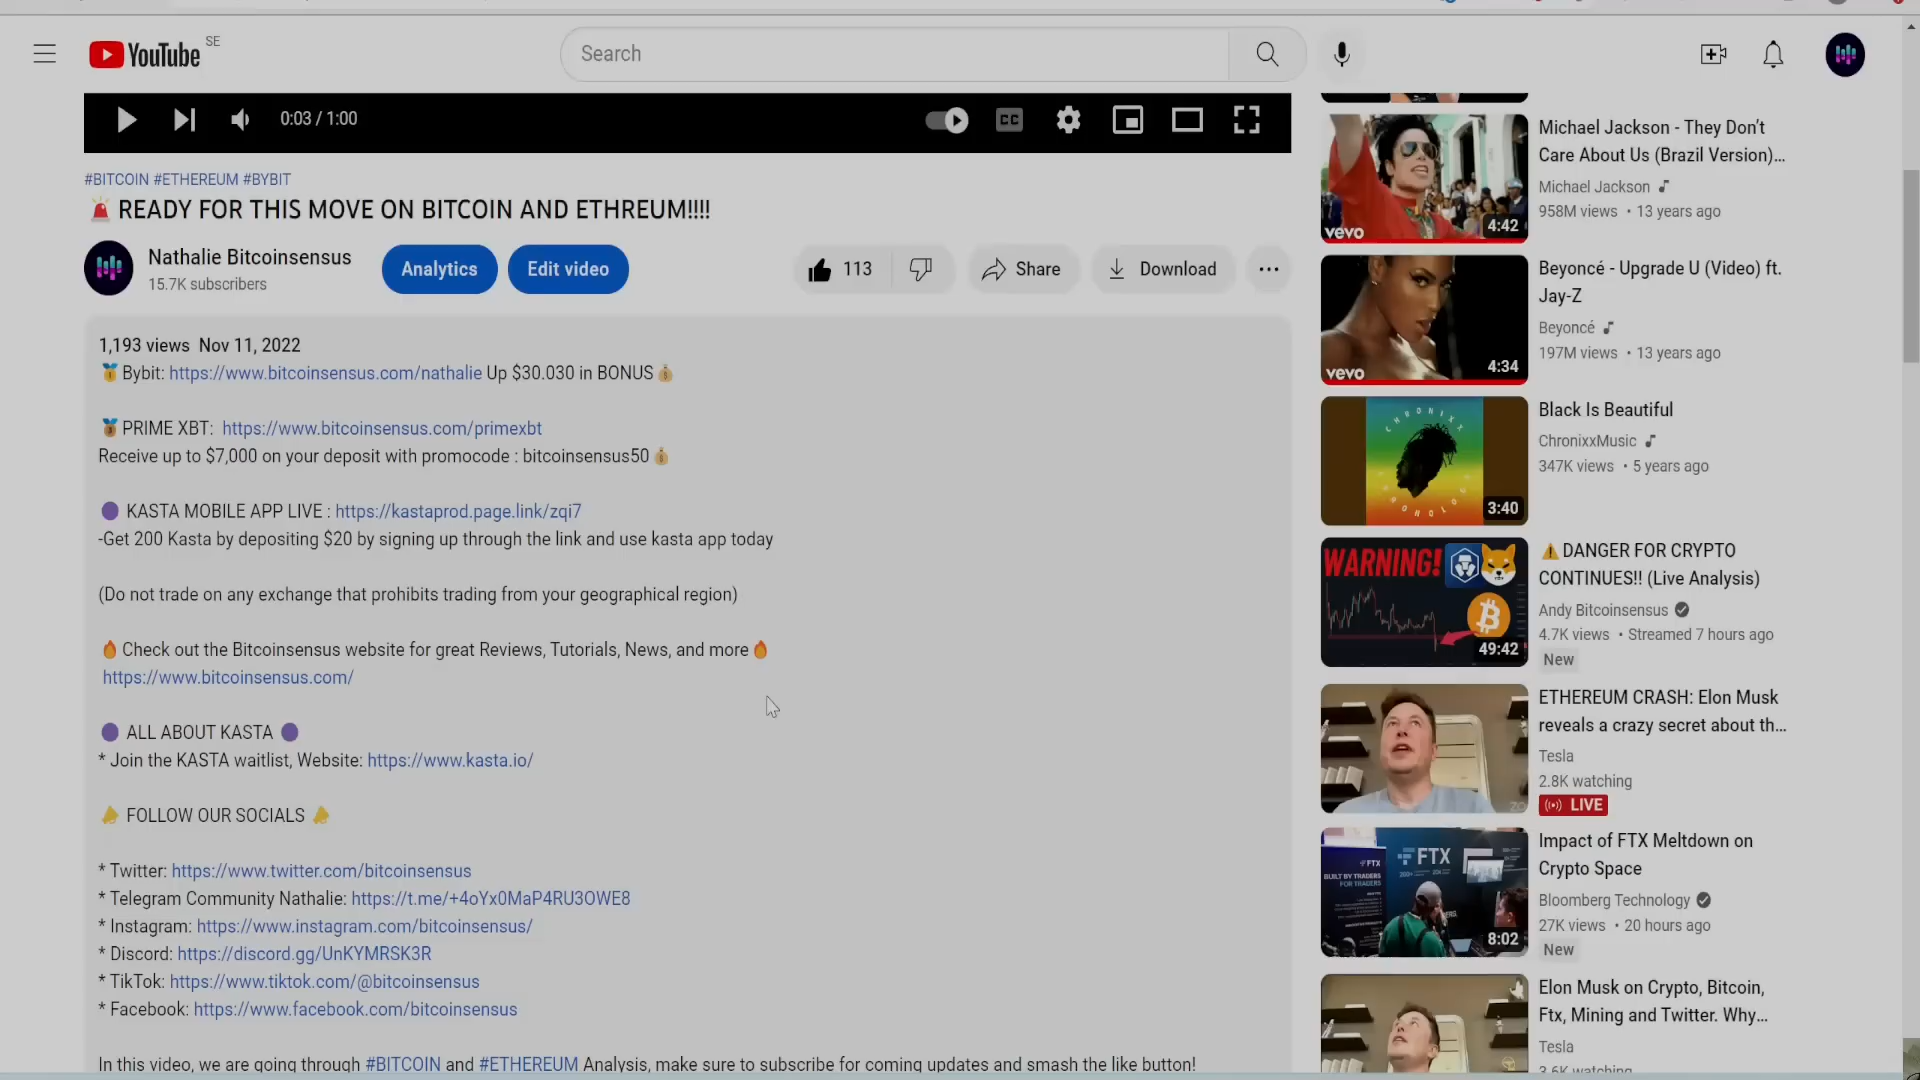 YouTube SE
Search
0:03 / 1:00
CC
#BITCOIN #ETHEREUM #BYBIT
READY FOR THIS MOVE ON BITCOIN AND ETHREUM!!!!
Nathalie Bitcoinsensus
15.7K subscribers
Analytics
Edit video
113
Share
Download
1,193 views Nov 11, 2022
Bybit: https://www.bitcoinsensus.com/nathalie Up $30.030 in BONUS
PRIME XBT: https://www.bitcoinsensus.com/primexbt
Receive up to $7,000 on your deposit with promocode : bitcoinsensus50
KASTA MOBILE APP LIVE : https://kastaprod.page.link/zqi7
-Get 200 Kasta by depositing $20 by signing up through the link and use kasta app today
(Do not trade on any exchange that prohibits trading from your geographical region)
Check out the Bitcoinsensus website for great Reviews, Tutorials, News, and more
https://www.bitcoinsensus.com/
ALL ABOUT KASTA
* Join the KASTA waitlist, Website: https://www.kasta.io/
FOLLOW OUR SOCIALS
* Twitter: https://www.twitter.com/bitcoinsensus
* Telegram Community Nathalie: https://t.me/+4oYx0MaP4RU3OWE8
* Instagram: https://www.instagram.com/bitcoinsensus/
* Discord: https://discord.gg/UnKYMRSK3R
* TikTok: https://www.tiktok.com/@bitcoinsensus
* Facebook: https://www.facebook.com/bitcoinsensus
In this video, we are going through #BITCOIN and #ETHEREUM Analysis, make sure to subscribe for coming updates and smash the like button!
vevo
4:42
Michael Jackson - They Don't
Care About Us (Brazil Version)...
Michael Jackson
958M views • 13 years ago
vevo
4:34
Beyoncé - Upgrade U (Video) ft.
Jay-Z
Beyoncé
197M views • 13 years ago
CHRONIXX
CHRONOLOGY
3:40
Black Is Beautiful
ChronixxMusic
347K views • 5 years ago
WARNING!
49:42
DANGER FOR CRYPTO
CONTINUES!! (Live Analysis)
Andy Bitcoinsensus
4.7K views • Streamed 7 hours ago
New
ETHEREUM CRASH: Elon Musk
reveals a crazy secret about th...
Tesla
2.8K watching
LIVE
FTX
FTX
BUILT BY TRADERS
FOR TRADERS
8:02
Impact of FTX Meltdown on
Crypto Space
Bloomberg Technology
27K views • 20 hours ago
New
Elon Musk on Crypto, Bitcoin,
Ftx, Mining and Twitter. Why...
Tesla
3.6K watching